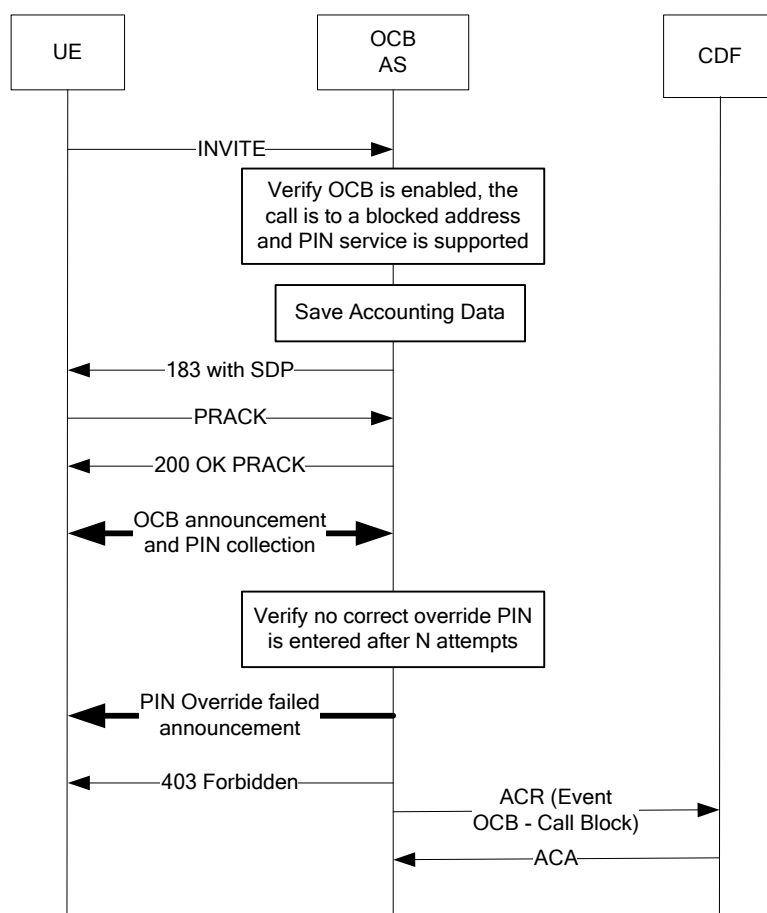 UE
OCB
AS
CDF
INVITE
Verify OCB is enabled, the
call is to a blocked address
and PIN service is supported
Save Accounting Data
183 with SDP
PRACK
200 OK PRACK
OCB announcement
and PIN collection
Verify no correct override PIN
is entered after N attempts
PIN Override failed
announcement
403 Forbidden
ACR (Event
OCB - Call Block)
ACA